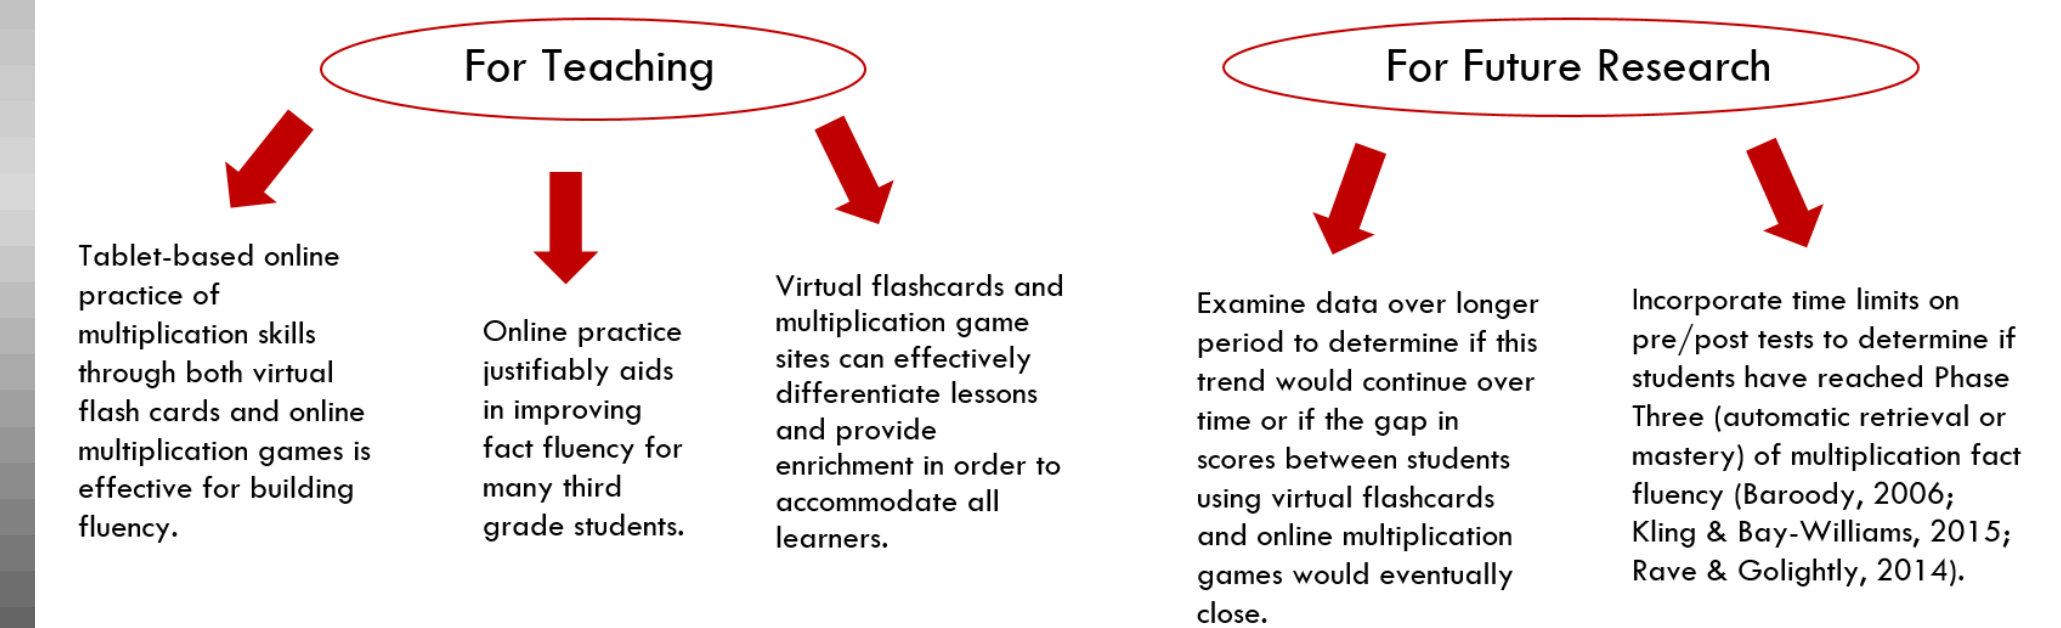 For Teaching
Tablet-based online
practice of
multiplication skills
through both virtual
flash cards and online
multiplication games is
effective for building
fluency.
Online practice
justifiably aids
in improving
fact fluency for
many third
grade students.
Virtual flashcards and
multiplication game
sites can effectively
differentiate lessons
and provide
enrichment in order to
accommodate all
learners.
For Future Research
Examine data over longer
period to determine if this
trend would continue over
time or if the gap in
scores between students
using virtual flashcards
and online multiplication
games would eventually
close.
Incorporate time limits on
pre/post tests to determine if
students have reached Phase
Three (automatic retrieval or
mastery) of multiplication fact
fluency (Baroody, 2006;
Kling & Bay-Williams, 2015;
Rave & Golightly, 2014).